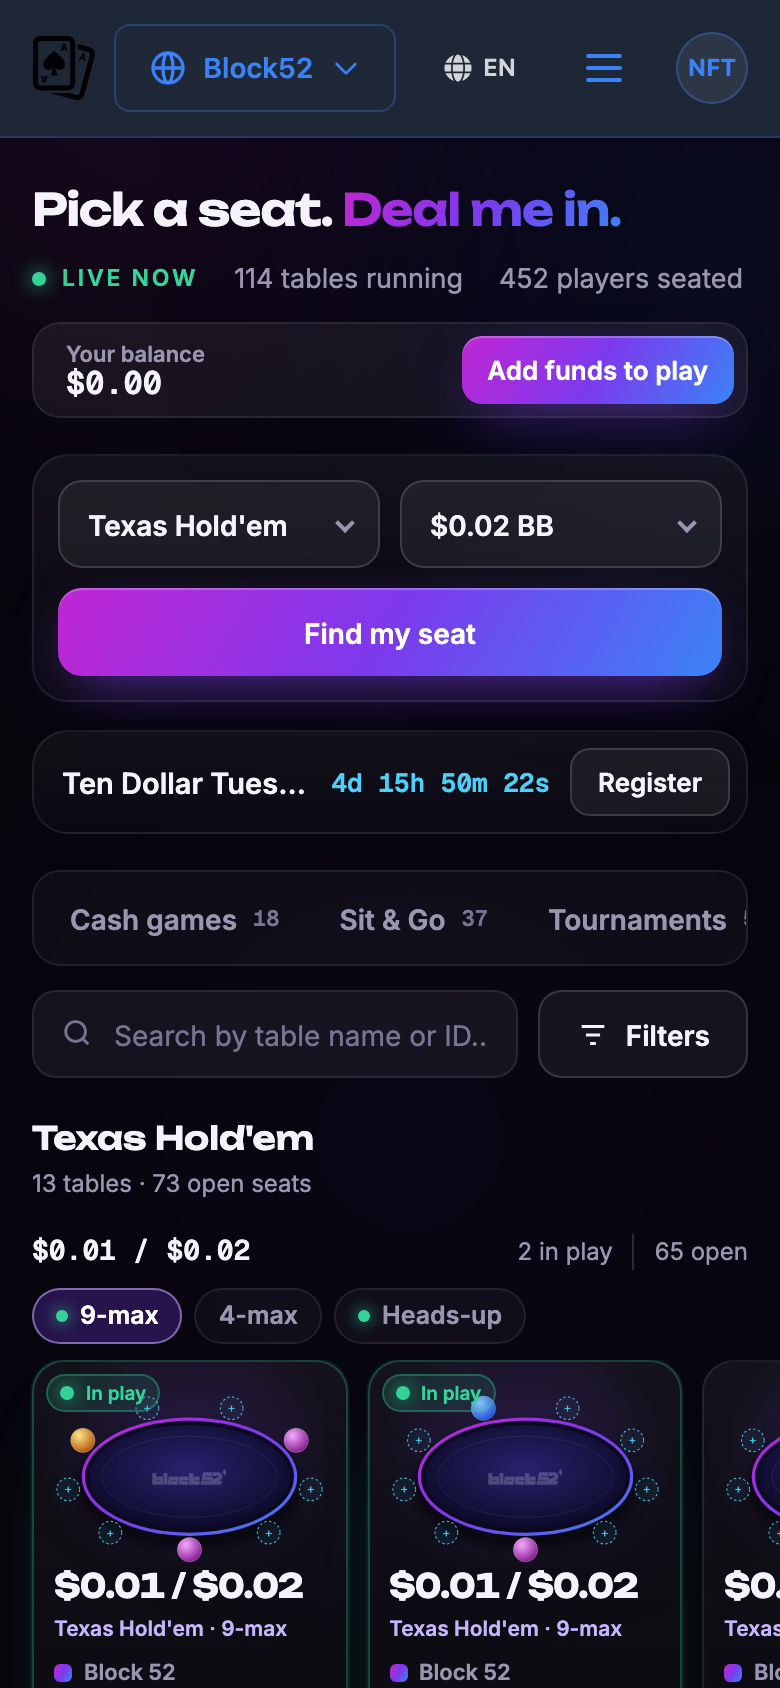 Block52
EN
NFT
Pick a seat. Deal me in.
LIVE NOW 114 tables running 452 players seated
Your balance
$0.00
Add funds to play
Texas Hold'em
$0.02 BB
Find my seat
Ten Dollar Tues... 4d 15h 50m 22s Register
Cash games 18 Sit & Go 37 Tournaments
Search by table name or ID..
Filters
Texas Hold'em
13 tables · 73 open seats
$0.01 / $0.02 2 in play 65 open
9-max 4-max Heads-up
In play
block52
$0.01 / $0.02
Texas Hold'em · 9-max
Block 52
In play
block52
$0.01 / $0.02
Texas Hold'em · 9-max
Block 52